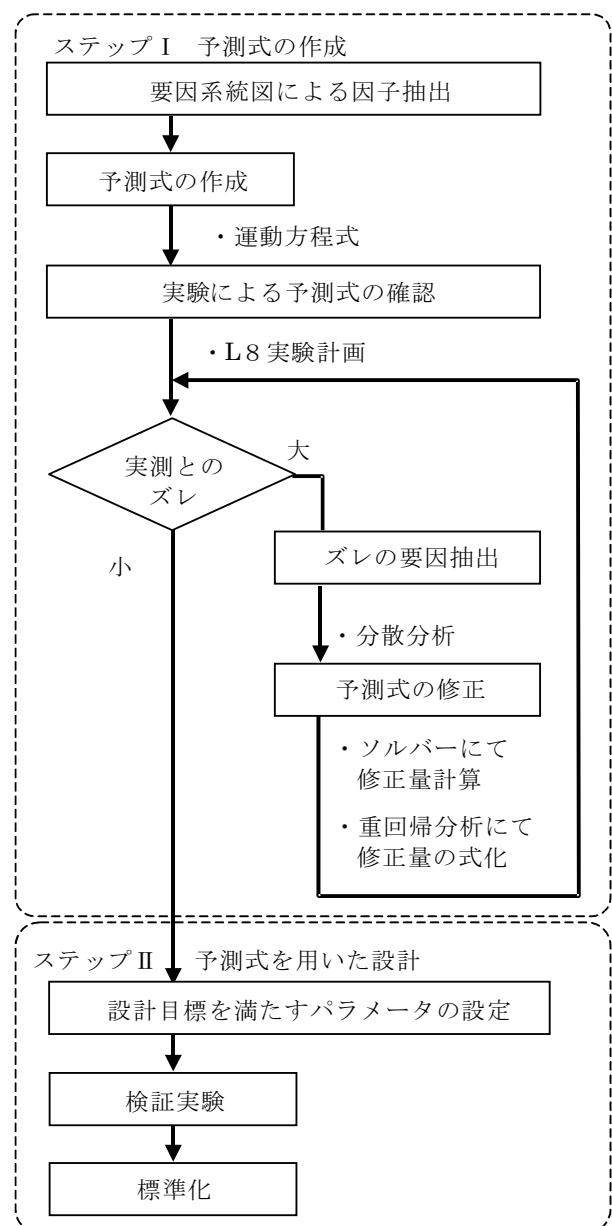 ステップⅠ 予測式の作成
要因系統図による因子抽出
予測式の作成
・運動方程式
実験による予測式の確認
・L８実験計画
実測との
ズレ
大
小
ズレの要因抽出
・分散分析
予測式の修正
・ソルバーにて
修正量計算
・重回帰分析にて
修正量の式化
ステップⅡ 予測式を用いた設計
設計目標を満たすパラメータの設定
検証実験
標準化